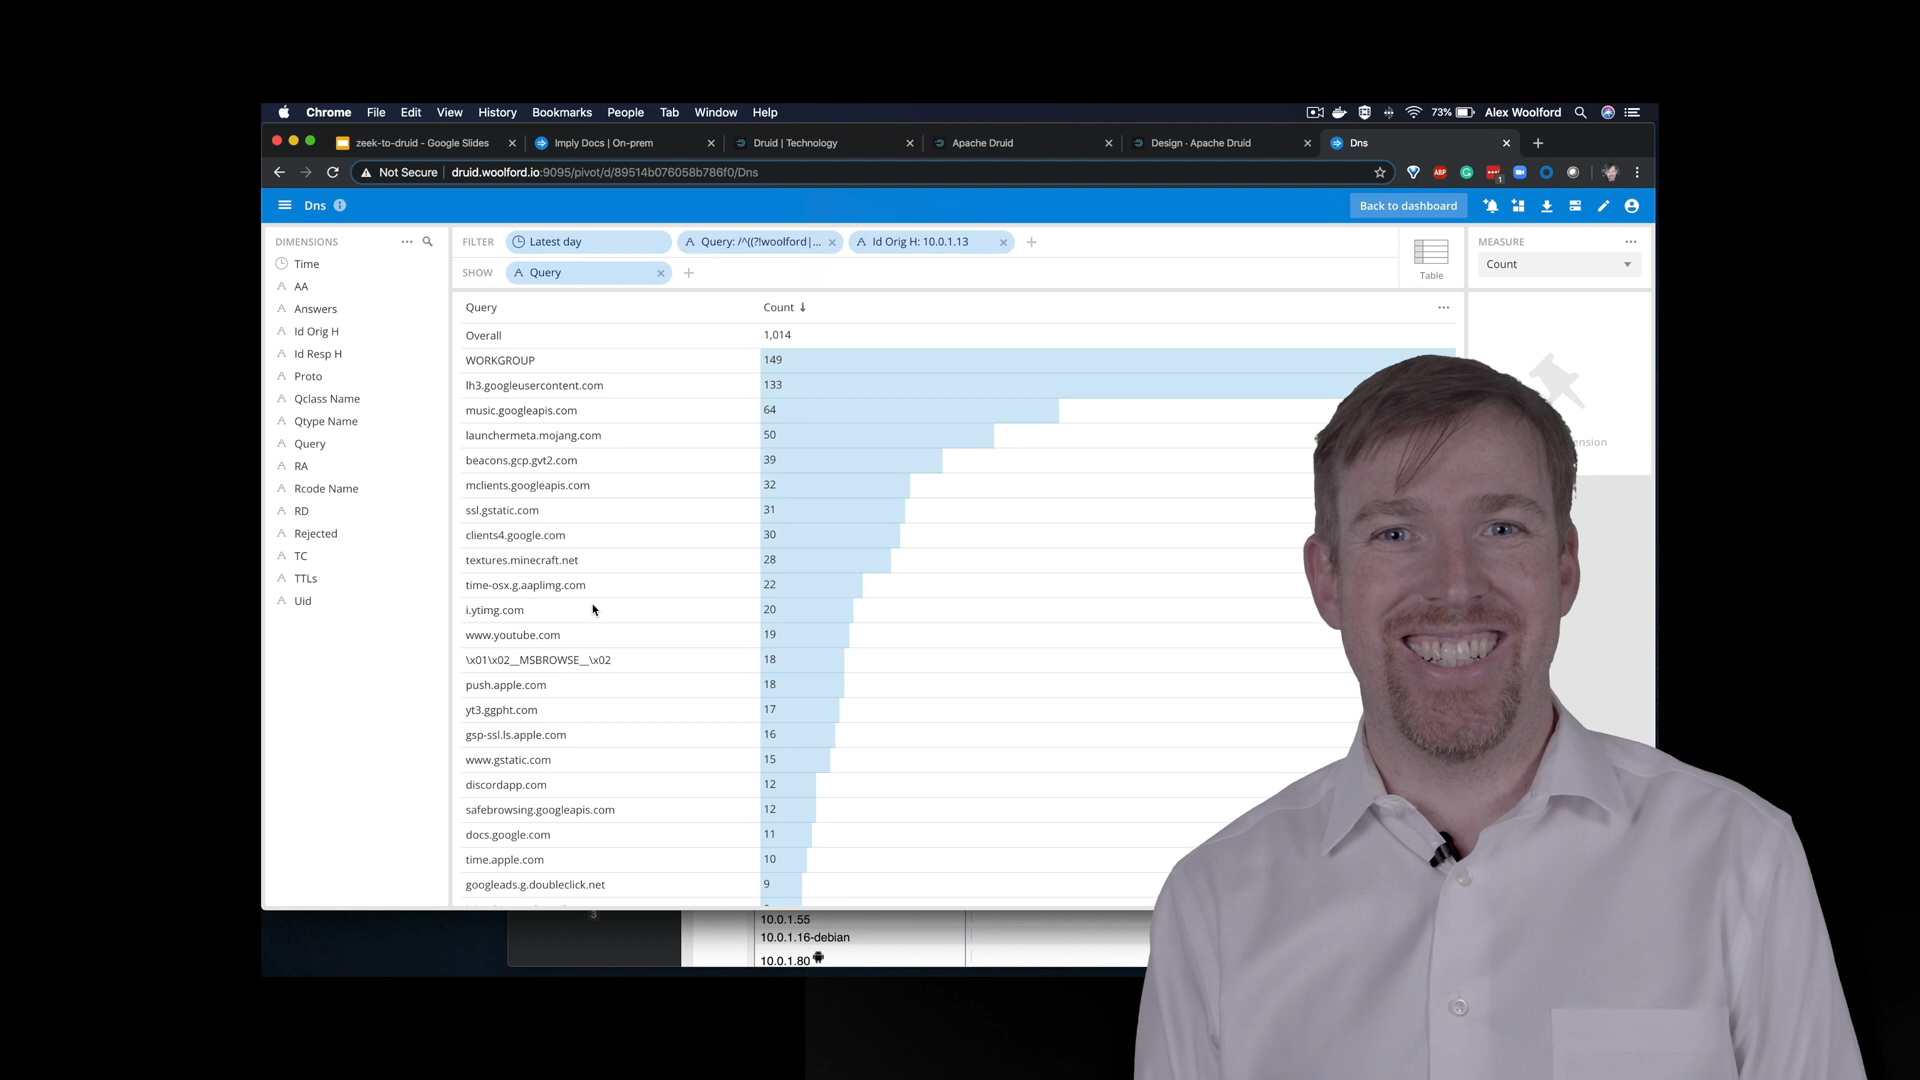 Chrome File Edit View History Bookmarks People Tab Window Help 73% Alex Woolford
zeek-to-druid - Google Slides Imply Docs | On-prem Druid | Technology Apache Druid Design · Apache Druid Dns
Not Secure druid.woolford.io:9095/pivot/d/89514b076058b786f0/Dns ABP 1
Dns Back to dashboard
DIMENSIONS
Time
AA
Answers
Id Orig H
Id Resp H
Proto
Qclass Name
Qtype Name
Query
RA
Rcode Name
RD
Rejected
TC
TTLs
Uid
FILTER Latest day Query: /^((?!woolford|... Id Orig H: 10.0.1.13
SHOW Query
Table
MEASURE
Count
Query Count
Overall 1,014
WORKGROUP 149
lh3.googleusercontent.com 133
music.googleapis.com 64
launchermeta.mojang.com 50
beacons.gcp.gvt2.com 39
mclients.googleapis.com 32
ssl.gstatic.com 31
clients4.google.com 30
textures.minecraft.net 28
time-osx.g.aaplimg.com 22
i.ytimg.com 20
www.youtube.com 19
\x01\x02__MSBROWSE__\x02 18
push.apple.com 18
yt3.ggpht.com 17
gsp-ssl.ls.apple.com 16
www.gstatic.com 15
discordapp.com 12
safebrowsing.googleapis.com 12
docs.google.com 11
time.apple.com 10
googleads.g.doubleclick.net 9
3
10.0.1.55
10.0.1.16-debian
10.0.1.80